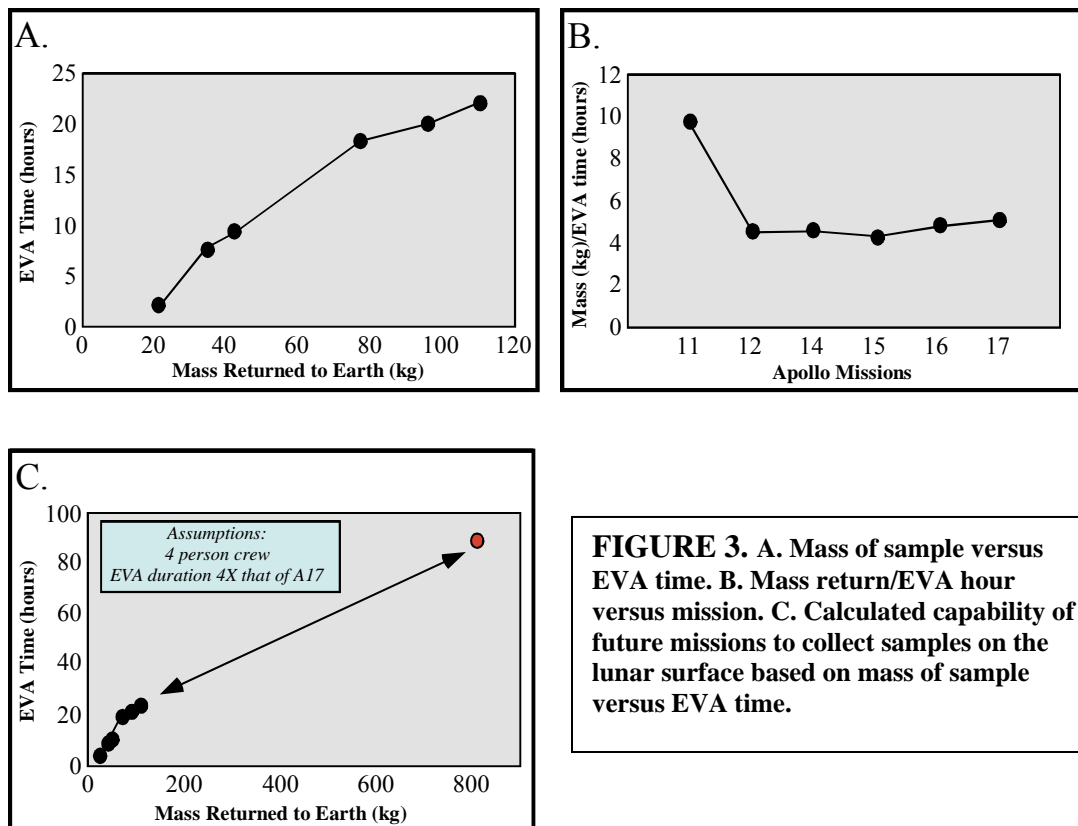 A.
25
20
15
10
5
0
EVA Time (hours)
0 20 40 60 80 100 120
Mass Returned to Earth (kg)
B.
12
10
8
6
4
2
0
Mass (kg)/EVA time (hours)
11 12 14 15 16 17
Apollo Missions
C.
100
80
60
40
20
0
EVA Time (hours)
Assumptions:
4 person crew
EVA duration 4X that of A17
0 200 400 600 800
Mass Returned to Earth (kg)
FIGURE 3. A. Mass of sample versus
EVA time. B. Mass return/EVA hour
versus mission. C. Calculated capability of
future missions to collect samples on the
lunar surface based on mass of sample
versus EVA time.